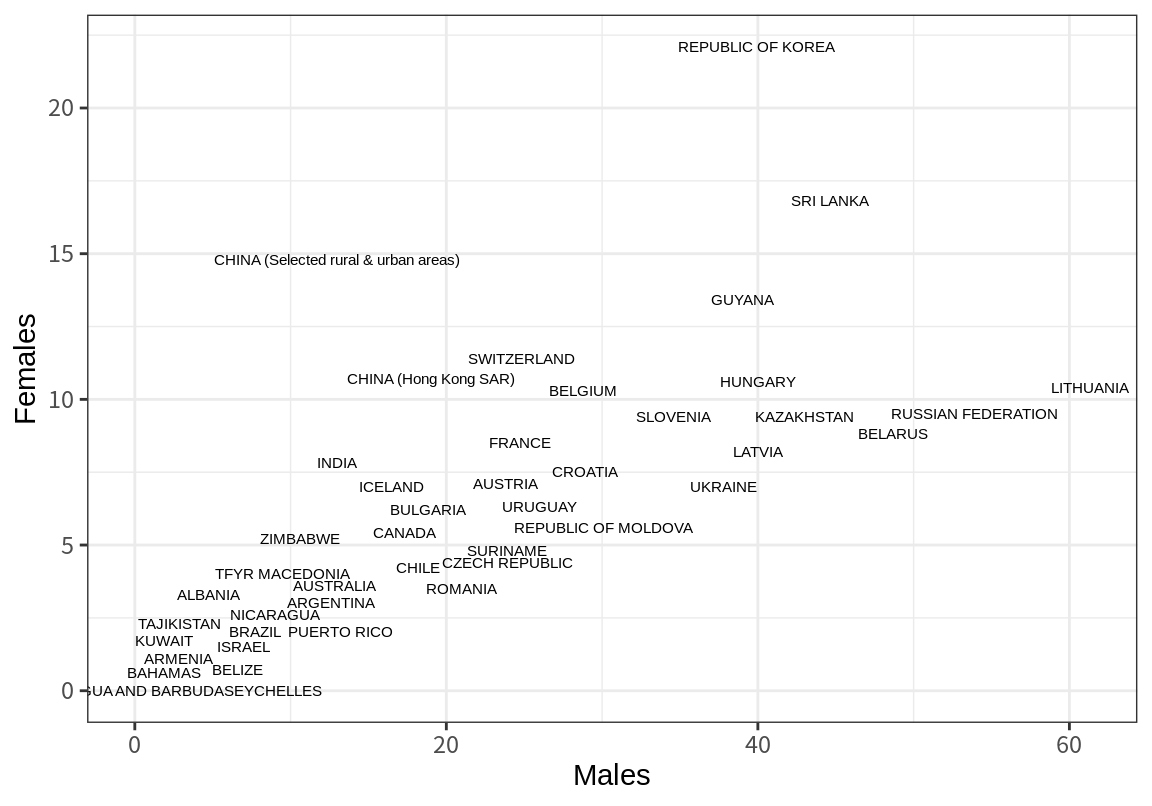 REPUBLIC OF KOREA
20
SRI LANKA
15
CHINA (Selected rural & urban areas)
GUYANA
SWITZERLAND
CHINA (Hong Kong SAR)
HUNGARY
BELGIUM
LITHUANIA
10
SLOVENIA
KAZAKHSTAN
RUSSIAN FEDERATION
BELARUS
FRANCE
LATVIA
INDIA
CROATIA
ICELAND
AUSTRIA
UKRAINE
BULGARIA
URUGUAY
REPUBLIC OF MOLDOVA
CANADA
ZIMBABWE
5
SURINAME
CZECH REPUBLIC
CHILE
TFYR MACEDONIA
AUSTRALIA
ROMANIA
ALBANIA
ARGENTINA
NICARAGUA
TAJIKISTAN
BRAZIL
PUERTO RICO
KUWAIT
ISRAEL
ARMENIA
BELIZE
BAHAMAS
0
GUA AND BARBUDA
SEYCHELLES
0
20
40
60
Males
Females